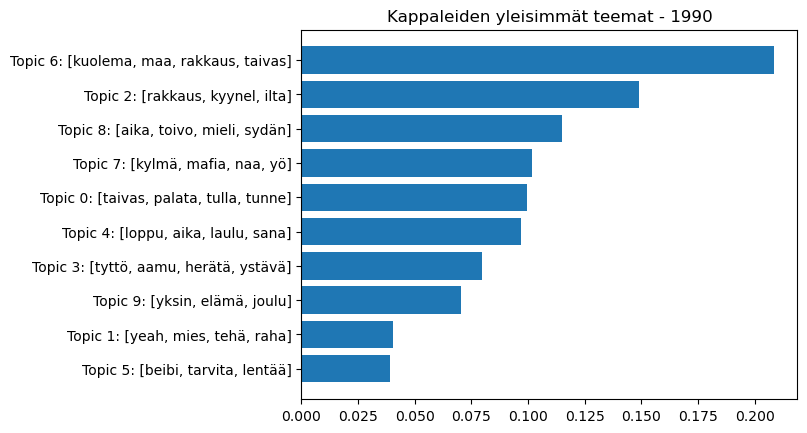 Kappaleiden yleisimmät teemat - 1990
Topic 6: [kuolema, maa, rakkaus, taivas]
Topic 2: [rakkaus, kyynel, ilta]
Topic 8: [aika, toivo, mieli, sydän]
Topic 7: [kylmä, mafia, naa, yö]
Topic 0: [taivas, palata, tulla, tunne]
Topic 4: [loppu, aika, laulu, sana]
Topic 3: [tyttö, aamu, herätä, ystävä]
Topic 9: [yksin, elämä, joulu]
Topic 1: [yeah, mies, tehä, raha]
Topic 5: [beibi, tarvita, lentää]
0.000 0.025 0.050 0.075 0.100 0.125 0.150 0.175 0.200